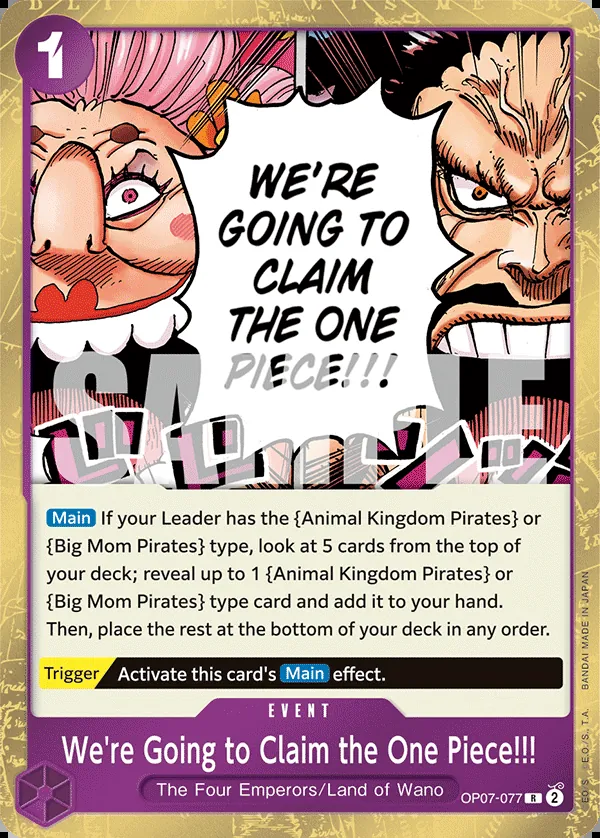 1
WE'RE
GOING TO
CLAIM
THE ONE
PIECE!!!
SAMPLE
Main If your Leader has the {Animal Kingdom Pirates} or
{Big Mom Pirates} type, look at 5 cards from the top of
your deck; reveal up to 1 {Animal Kingdom Pirates} or
{Big Mom Pirates} type card and add it to your hand.
Then, place the rest at the bottom of your deck in any order.
Trigger Activate this card's Main effect.
EVENT
We're Going to Claim the One Piece!!!
The Four Emperors/Land of Wano
OP07-077 R 2
BANDAI MADE IN JAPAN